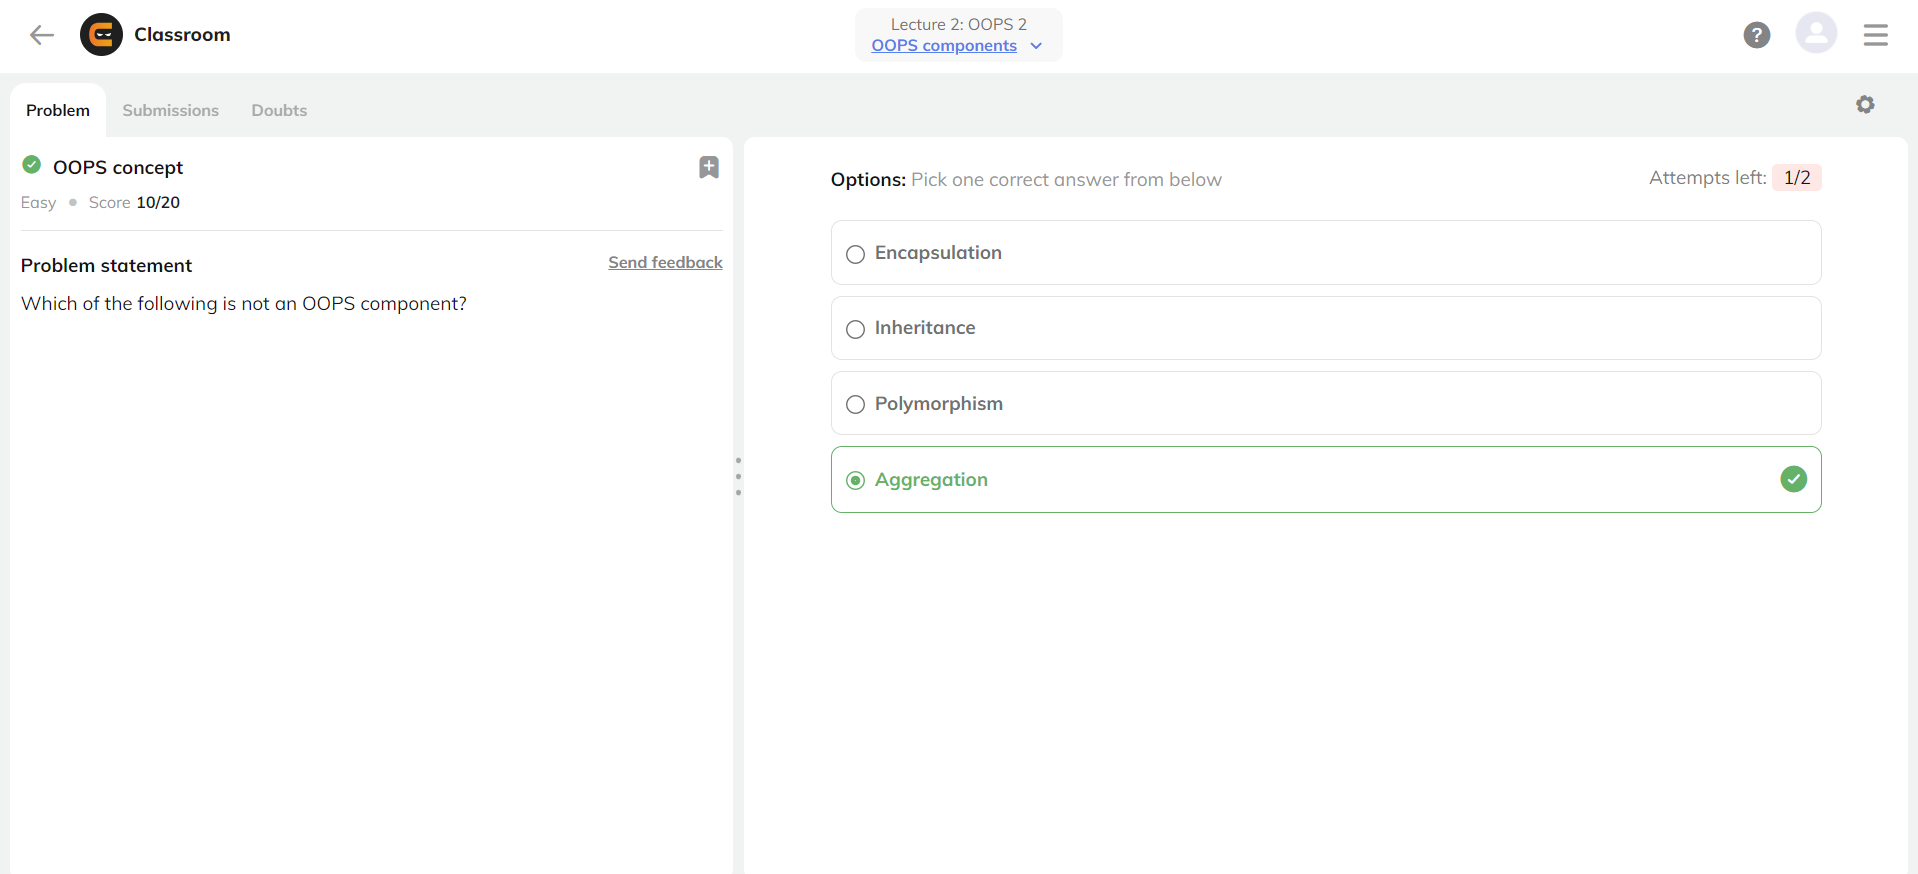 Classroom
Lecture 2: OOPS 2
OOPS components
?
Problem Submissions Doubts
OOPS concept
Easy Score 10/20
Problem statement
Send feedback
Which of the following is not an OOPS component?
Options: Pick one correct answer from below
Attempts left: 1/2
Encapsulation
Inheritance
Polymorphism
Aggregation